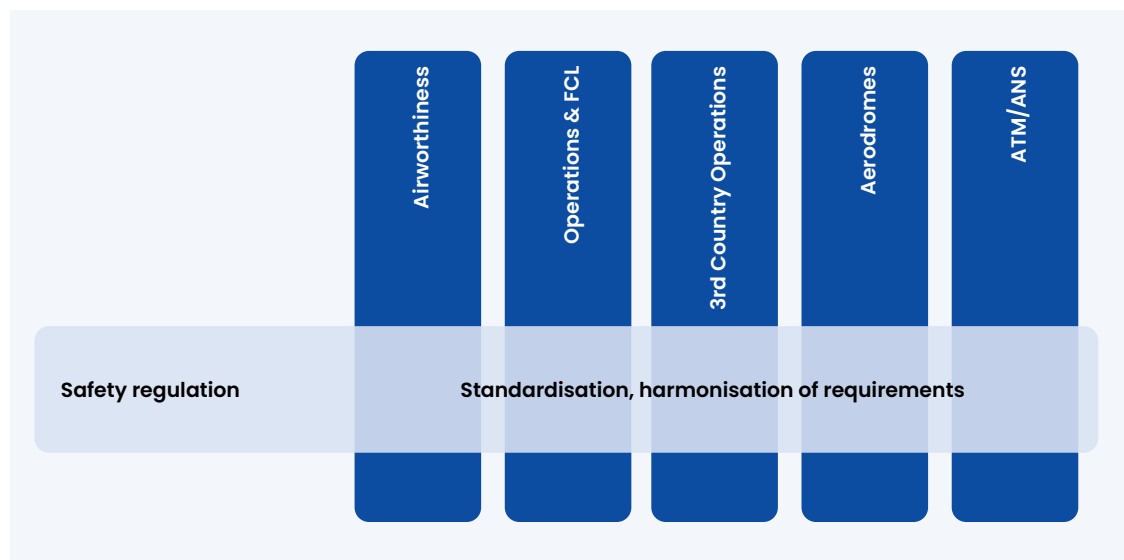 Airworthiness
Operations & FCL
3rd Country Operations
Aerodromes
ATM/ANS
Safety regulation
Standardisation, harmonisation of requirements